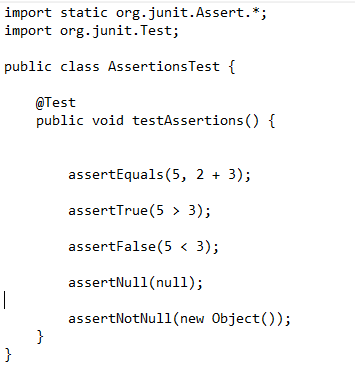 import static org.junit.Assert.*;
import org.junit.Test;
public class AssertionsTest {
@Test
public void testAssertions() {
assertEquals(5, 2 + 3);
assertTrue(5 > 3);
assertFalse(5 < 3);
assertNull(null);
assertNotNull(new Object());
}
}